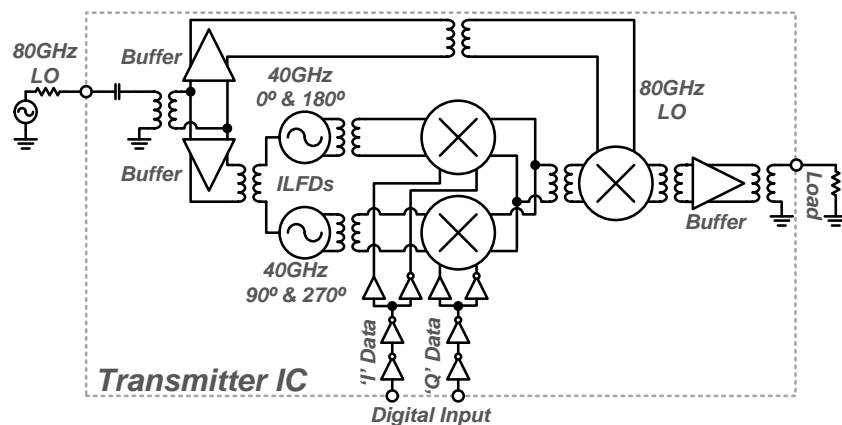 Buffer
80GHz
LO
40GHz
0º & 180º
80GHz
LO
Buffer
ILFDs
Load
Buffer
40GHz
90º & 270º
'I' Data
'Q' Data
Transmitter IC
Digital Input